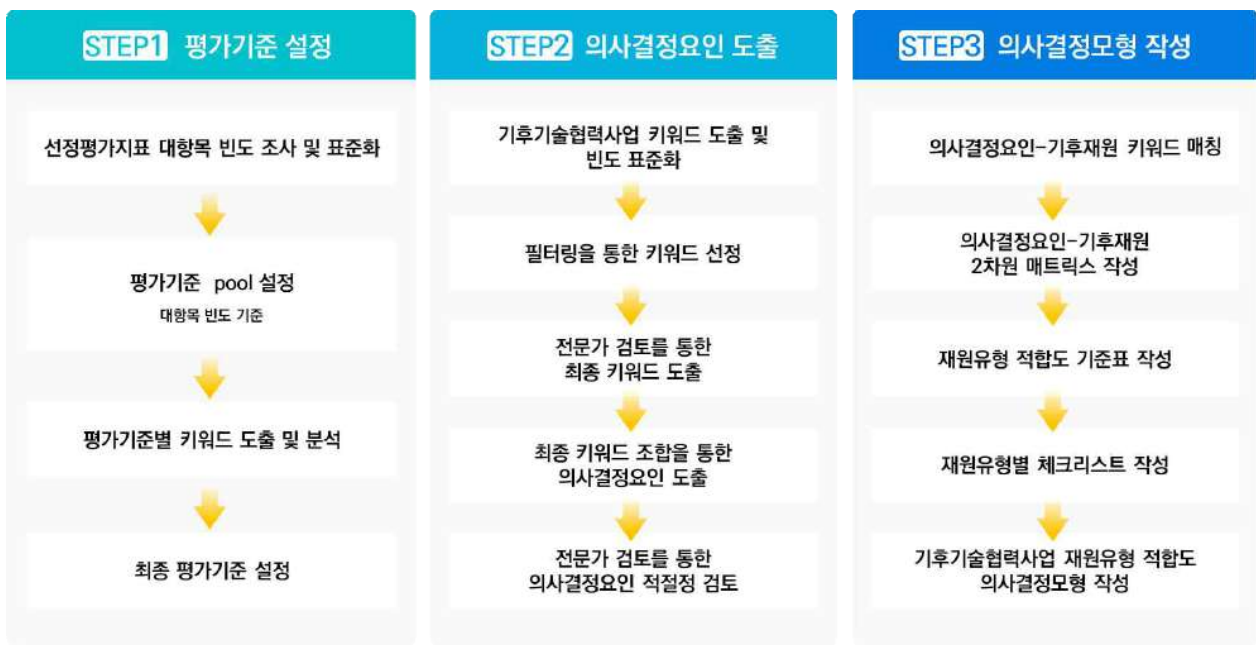 STEP1 평가기준 설정
선정평가지표 대항목 빈도 조사 및 표준화
평가기준 pool 설정
대항목 빈도 기준
평가기준별 키워드 도출 및 분석
최종 평가기준 설정
STEP2 의사결정요인 도출
기후기술협력사업 키워드 도출 및
빈도 표준화
필터링을 통한 키워드 선정
전문가 검토를 통한
최종 키워드 도출
최종 키워드 조합을 통한
의사결정요인 도출
전문가 검토를 통한
의사결정요인 적절정 검토
STEP3 의사결정모형 작성
의사결정요인-기후재원 키워드 매칭
의사결정요인-기후재원
2차원 매트릭스 작성
재원유형 적합도 기준표 작성
재원유형별 체크리스트 작성
기후기술협력사업 재원유형 적합도
의사결정모형 작성